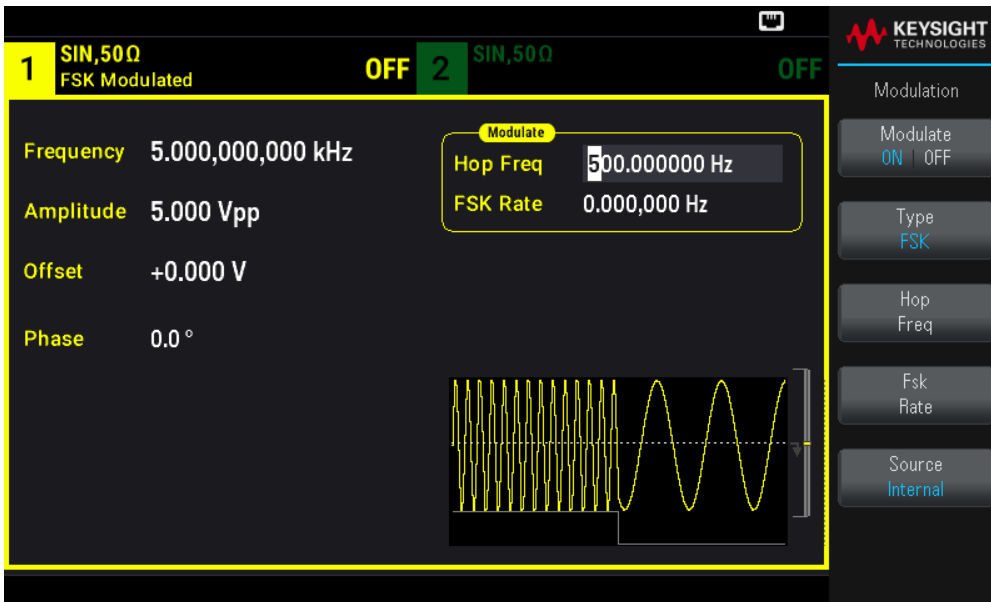 1
SIN,50Ω
FSK Modulated
OFF
2
SIN,50Ω
OFF
Frequency 5.000,000,000 kHz
Amplitude 5.000 Vpp
Offset +0.000 V
Phase 0.0 °
Modulate
Hop Freq 500.000000 Hz
FSK Rate 0.000,000 Hz
KEYSIGHT
TECHNOLOGIES
Modulation
Modulate
ON | OFF
Type
FSK
Hop
Freq
Fsk
Rate
Source
Internal